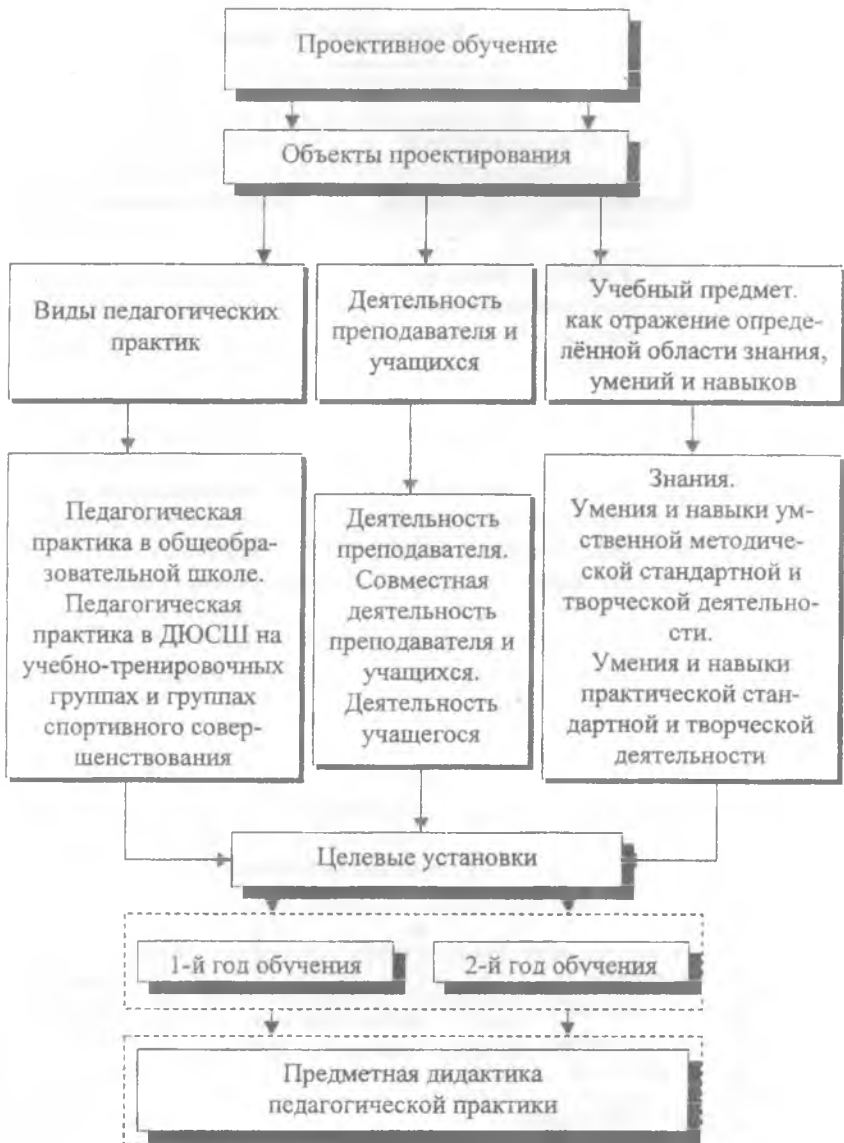 Проективное обучение
Объекты проектирования
Виды педагогических
практик
Деятельность
преподавателя и
учащихся
Учебный предмет.
как отражение опреде-
лённой области знания,
умений и навыков
Педагогическая
практика в общеобра-
зовательной школе.
Педагогическая
практика в ДЮСШ на
учебно-тренировочных
группах и группах
спортивного совер-
шенствования
Деятельность
преподавателя.
Совместная
деятельность
преподавателя и
учащихся.
Деятельность
учащегося
Знания.
Умения и навыки ум-
ственной методиче-
ской стандартной и
творческой деятельно-
сти.
Умения и навыки
практической стан-
дартной и творческой
деятельности
Целевые установки
1-й год обучения
2-й год обучения
Предметная дидактика
педагогической практики